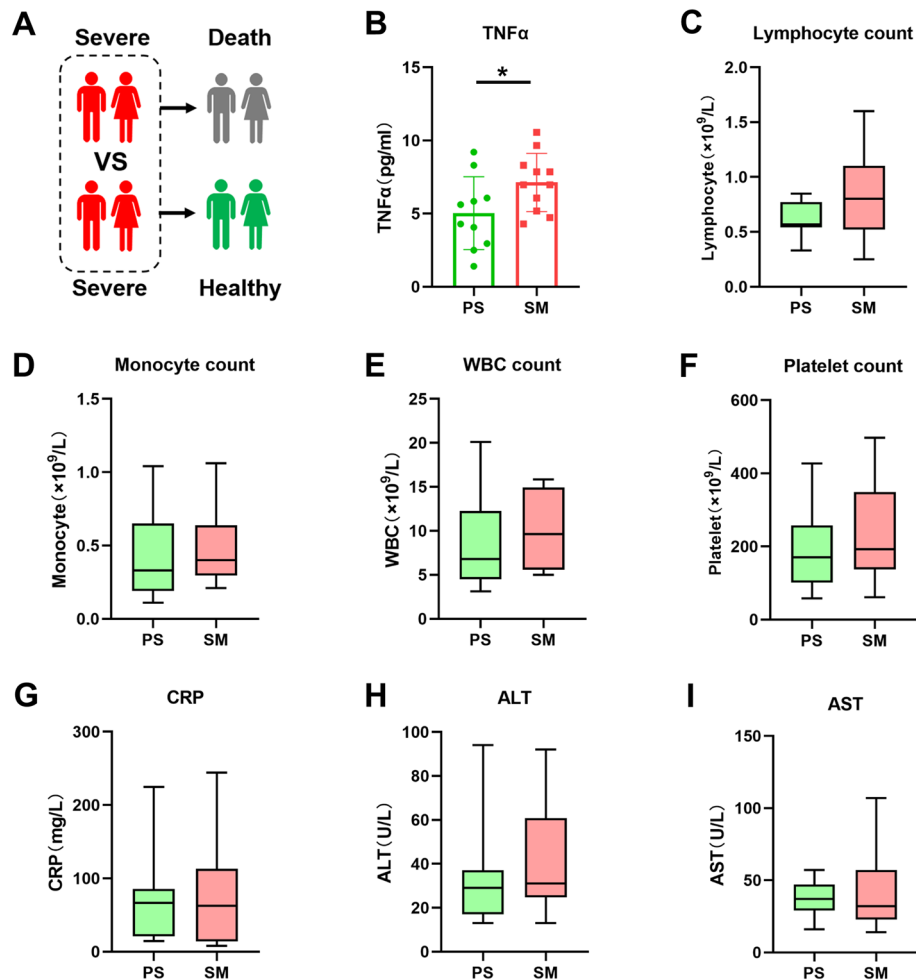 A
Severe
Death
VS
Severe
Healthy
B
TNFα
TNFα(pg/ml)
15
10
5
0
*
PS
SM
C
Lymphocyte count
Lymphocyte(×10⁹/L)
2.0
1.5
1.0
0.5
0.0
PS
SM
D
Monocyte count
Monocyte(×10⁹/L)
1.5
1.0
0.5
0.0
PS
SM
E
WBC count
WBC(×10⁹/L)
25
20
15
10
5
0
PS
SM
F
Platelet count
Platelet(×10⁹/L)
600
400
200
0
PS
SM
G
CRP
CRP(mg/L)
300
200
100
0
PS
SM
H
ALT
ALT(U/L)
100
80
60
40
20
0
PS
SM
I
AST
AST(U/L)
150
100
50
0
PS
SM